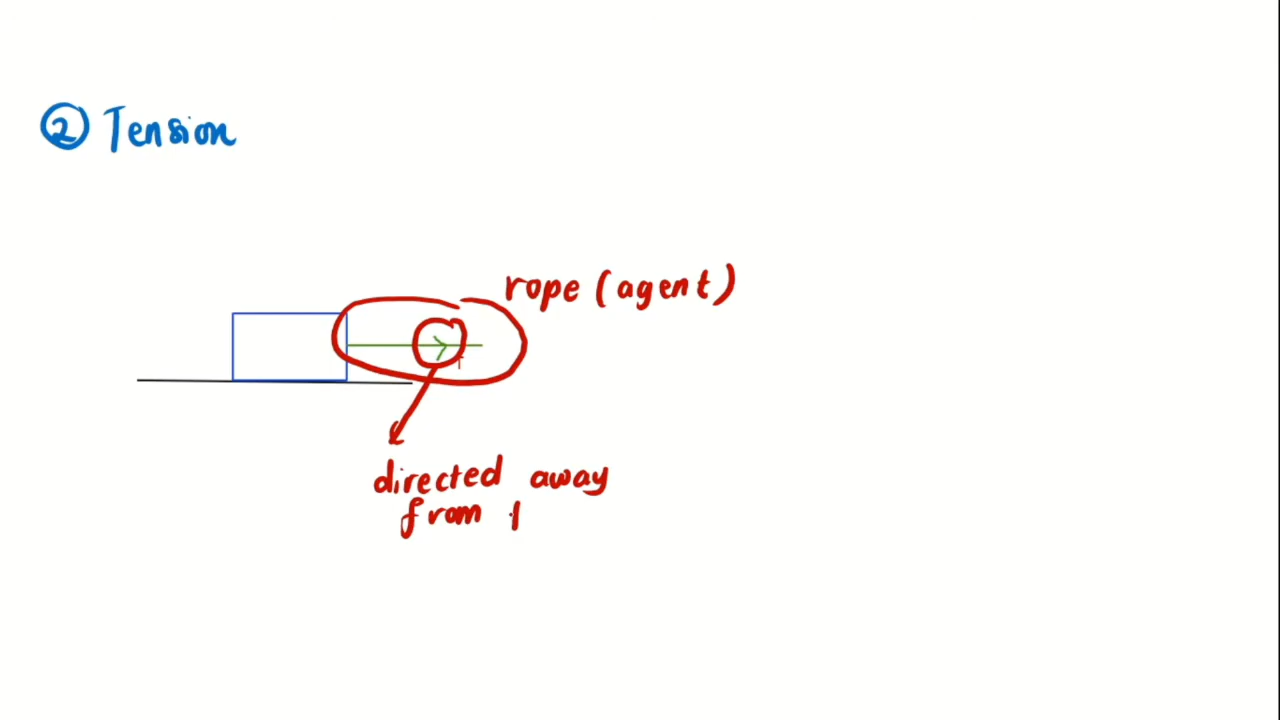 ② Tension
rope (agent)
directed away
from